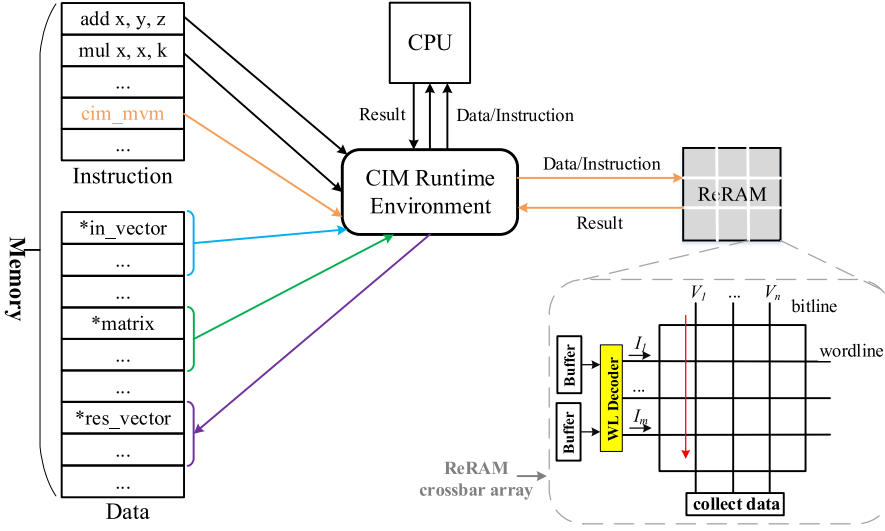 add x, y, z
mul x, x, k
...
cim_mvm
...
Instruction
Memory
*in_vector
...
...
*matrix
...
...
*res_vector
...
...
Data
CPU
Result
Data/Instruction
CIM Runtime
Environment
Data/Instruction
Result
ReRAM
V1
...
Vn
bitline
wordline
Buffer
Buffer
WL Decoder
I1
...
Im
collect data
ReRAM
crossbar array